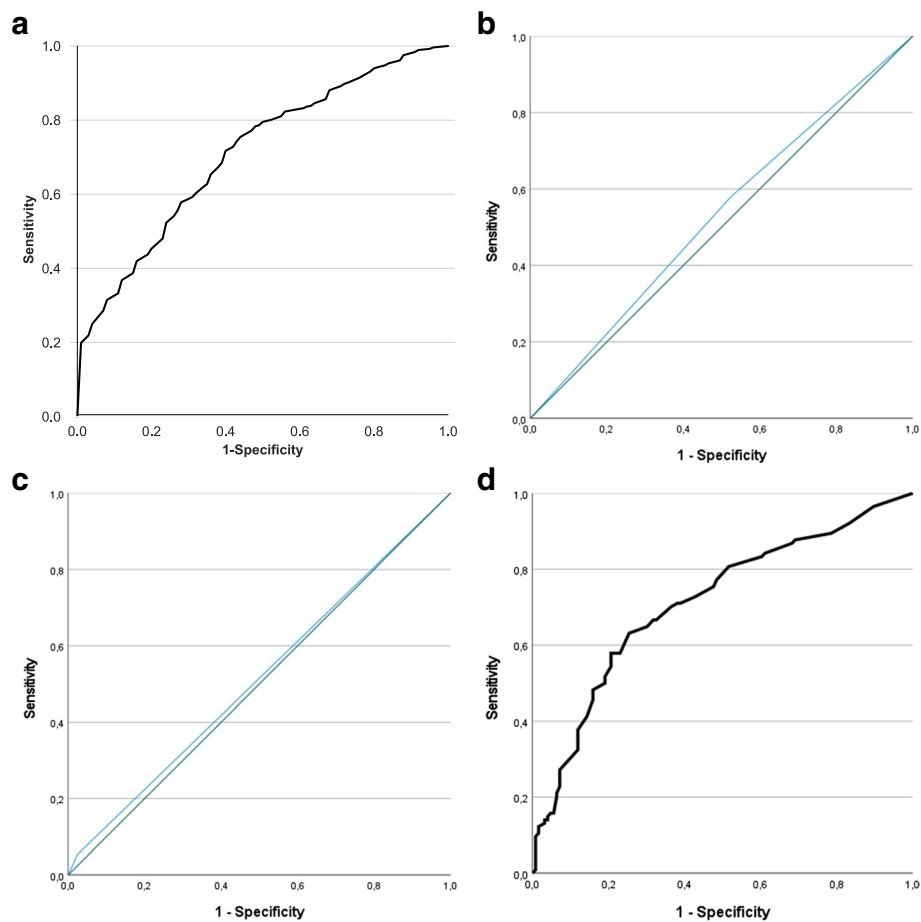 a
1.0
0.8
0.6
0.4
0.2
0.0
Sensitivity
0.0 0.2 0.4 0.6 0.8 1.0
1-Specificity
b
1,0
0,8
0,6
0,4
0,2
0,0
Sensitivity
0,0 0,2 0,4 0,6 0,8 1,0
1 - Specificity
c
1,0
0,8
0,6
0,4
0,2
0,0
Sensitivity
0,0 0,2 0,4 0,6 0,8 1,0
1 - Specificity
d
1,0
0,8
0,6
0,4
0,2
0,0
Sensitivity
0,0 0,2 0,4 0,6 0,8 1,0
1 - Specificity